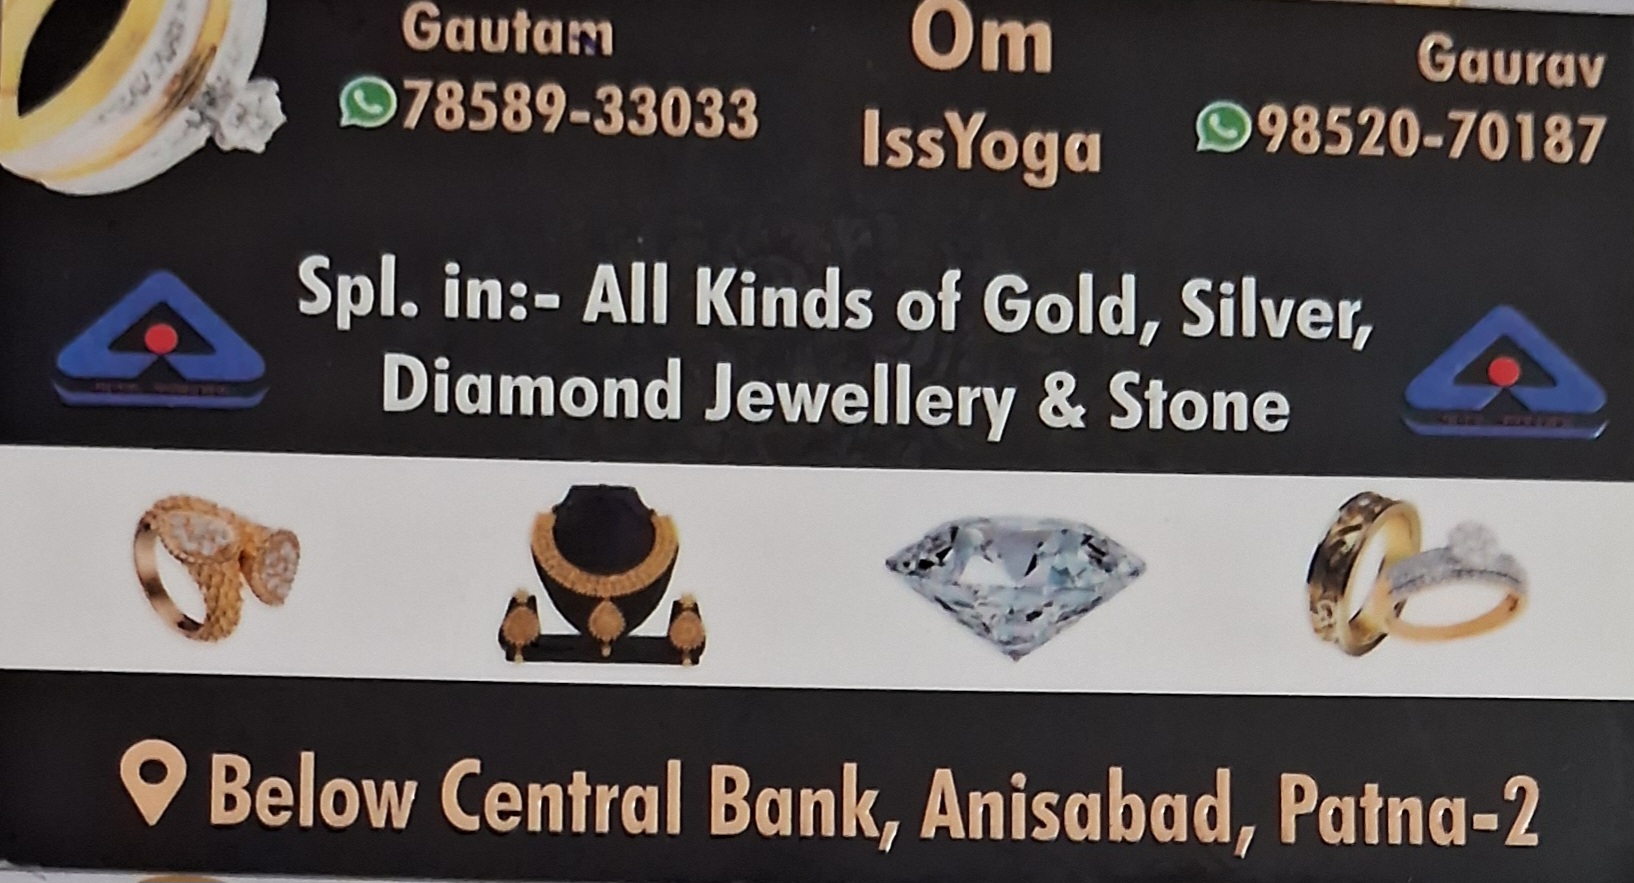 Gautam
78589-33033
Om
IssYoga
Gaurav
98520-70187
Spl. in:- All Kinds of Gold, Silver,
Diamond Jewellery & Stone
Below Central Bank, Anisabad, Patna-2